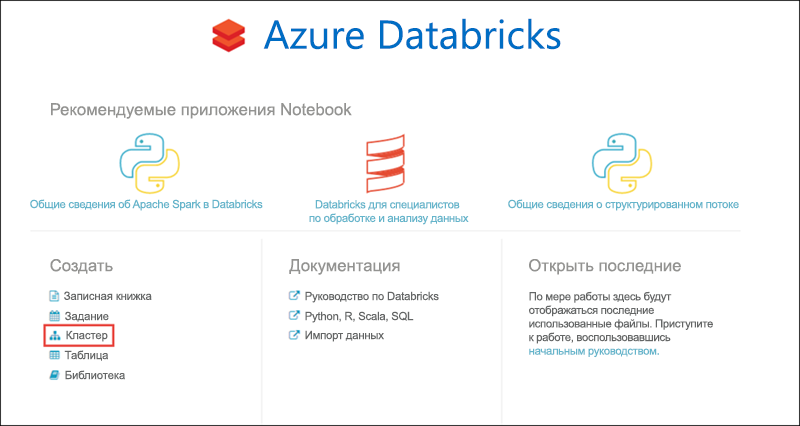 Azure Databricks
Рекомендуемые приложения Notebook
Общие сведения об Apache Spark в Databricks
Databricks для специалистов
по обработке и анализу данных
Общие сведения о структурированном потоке
Создать
Записная книжка
Задание
Кластер
Таблица
Библиотека
Документация
Руководство по Databricks
Python, R, Scala, SQL
Импорт данных
Открыть последние
По мере работы здесь будут
отображаться последние
использованные файлы. Приступите
к работе, воспользовавшись
начальным руководством.